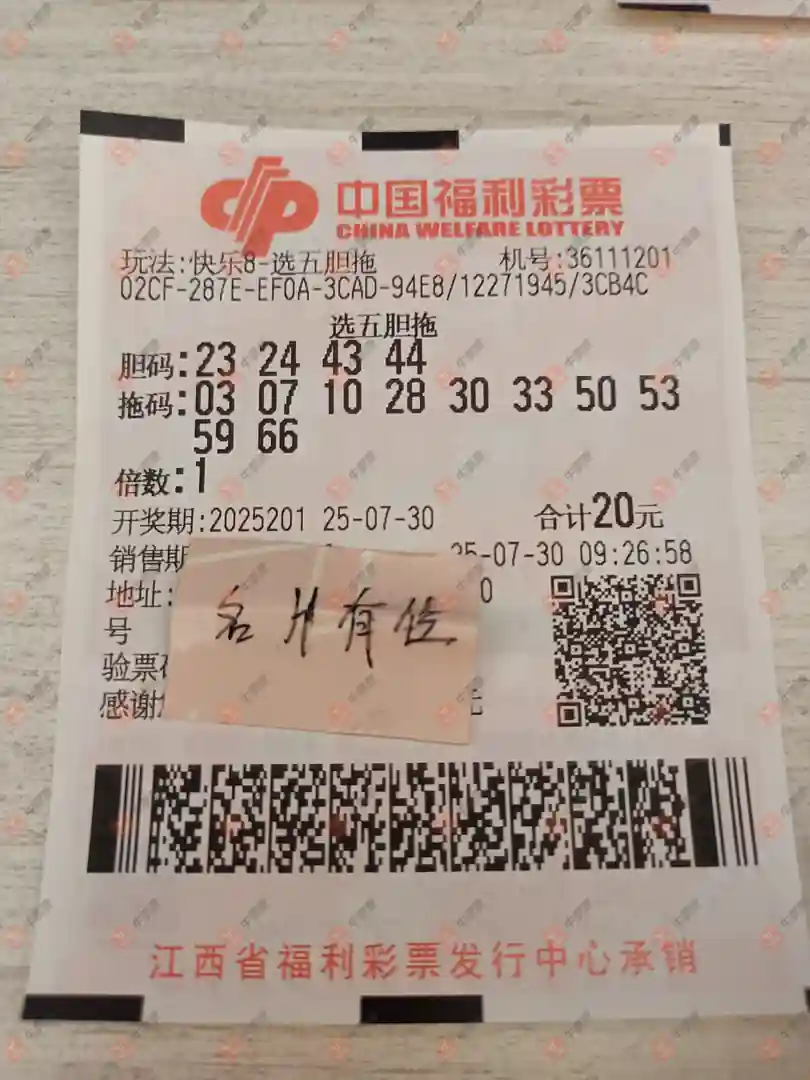 中国福利彩票
CHINA WELFARE LOTTERY
玩法:快乐8-选五胆拖 机号:36111201
02CF-287E-EF0A-3CAD-94E8/12271945/3CB4C
选五胆拖
胆码:23 24 43 44
拖码:03 07 10 28 30 33 50 53
59 66
倍数:1
开奖期:2025201 25-07-30 合计20元
销售期 25-07-30 09:26:58
地址: 0
号
名片有位
验票
感谢 元
江西省福利彩票发行中心承销